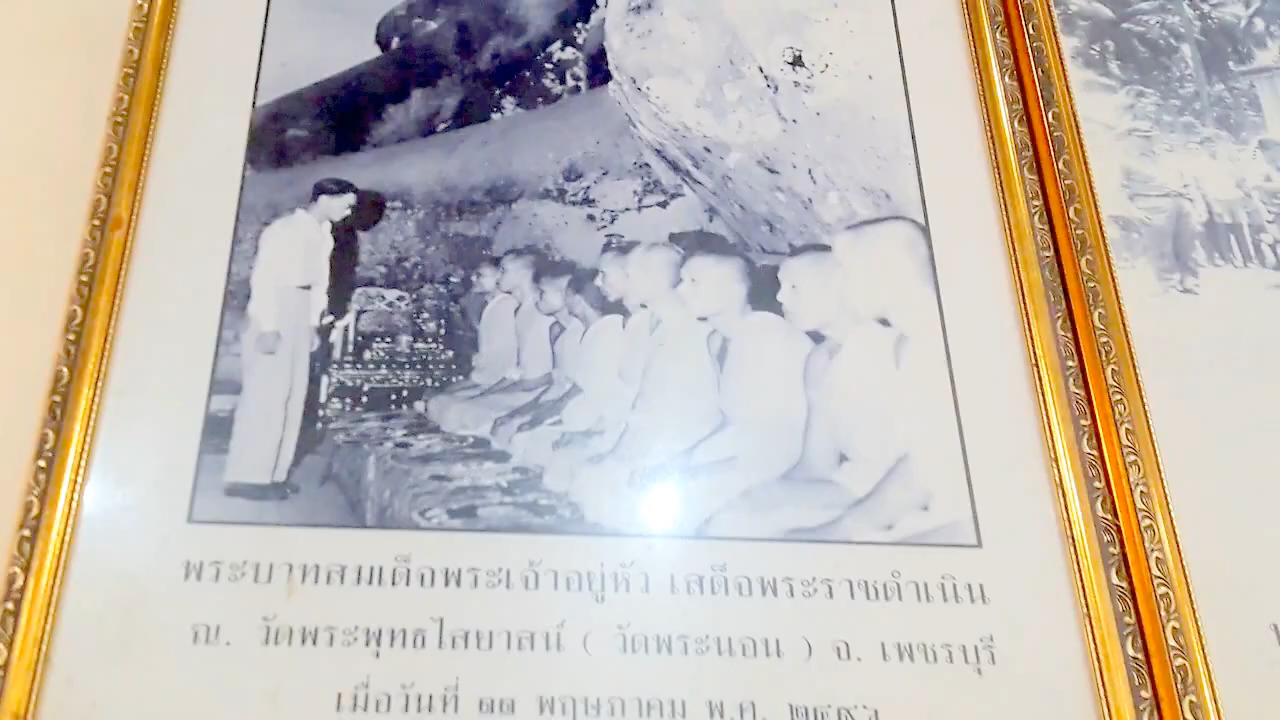 พระบาทสมเด็จพระเจ้าอยู่หัว เสด็จพระราชดำเนิน
ณ. วัดพระพุทธไสยาสน์ ( วัดพระนอน ) จ. เพชรบุรี
เมื่อวันที่ ๑๑ พฤษภาคม พ.ศ.